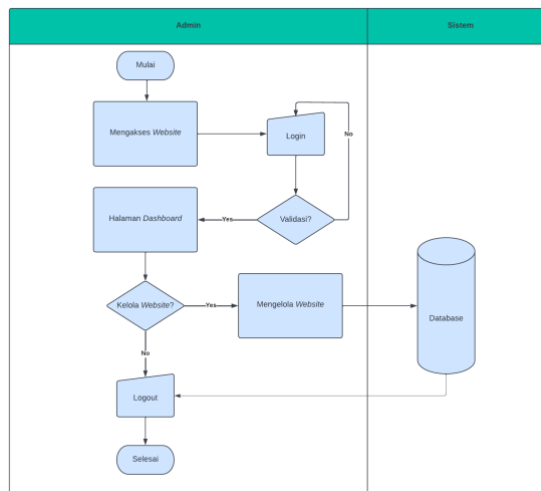 Admin
Sistem
Mulai
Mengakses Website
Login
No
Halaman Dashboard
Yes
Validasi?
Kelola Website?
Yes
Mengelola Website
Database
No
Logout
Selesai